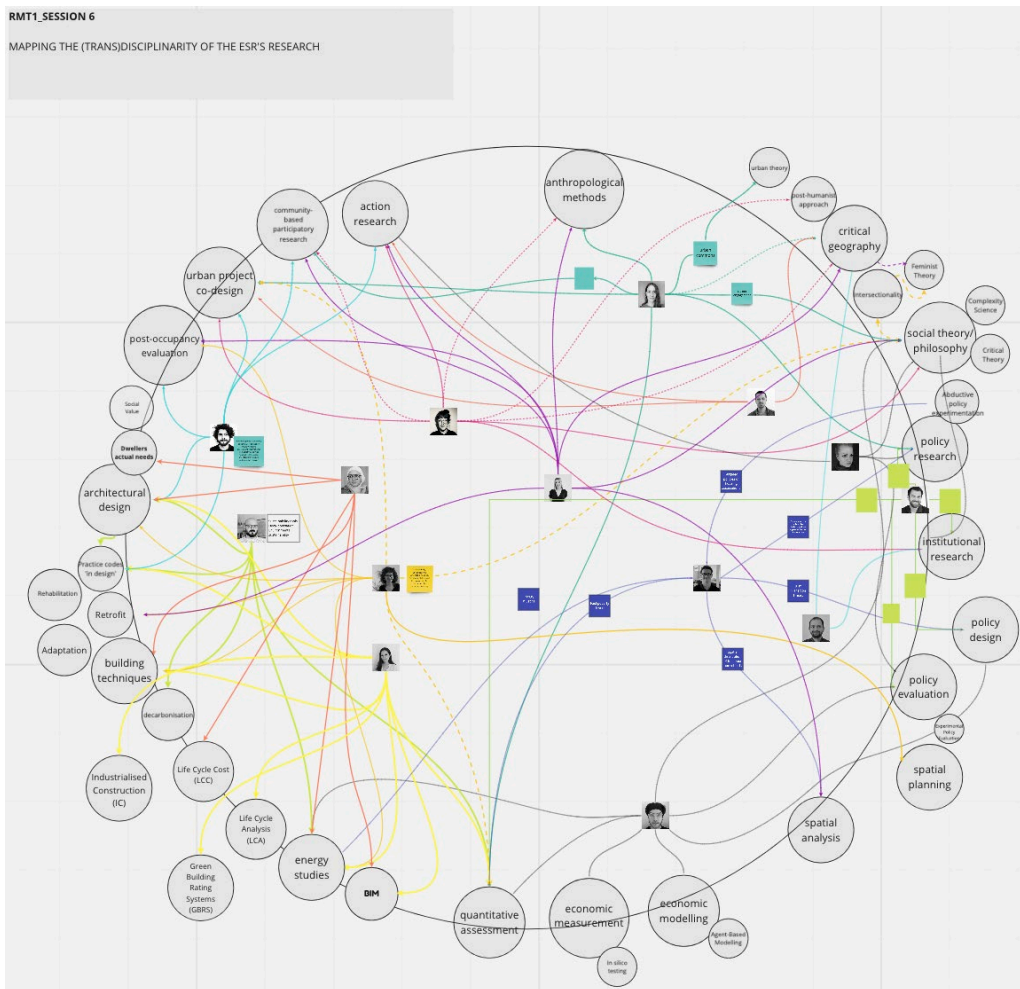 RMT1_SESSION 6
MAPPING THE (TRANS)DISCIPLINARITY OF THE ESR'S RESEARCH
urban theory
anthropological
methods
post-humanist
approach
action
research
community-
based
participatory
research
critical
geography
Feminist
Theory
urban project
co-design
Intersectionality
Complexity
Science
post-occupancy
evaluation
social theory/
philosophy
Critical
Theory
Social
Value
Abductive
policy
experimentation
Dwellers
actual needs
policy
research
architectural
design
institutional
research
Practice codes
'in design'
Rehabilitation
Retrofit
policy
design
Adaptation
building
techniques
policy
evaluation
decarbonisation
Experimental
Policy
Evaluation
Industrialised
Construction
(IC)
Life Cycle Cost
(LCC)
spatial
planning
Life Cycle
Analysis
(LCA)
spatial
analysis
energy
studies
Green
Building
Rating
Systems
(GBRS)
BIM
quantitative
assessment
economic
measurement
economic
modelling
Agent-Based
Modelling
In silico
testing